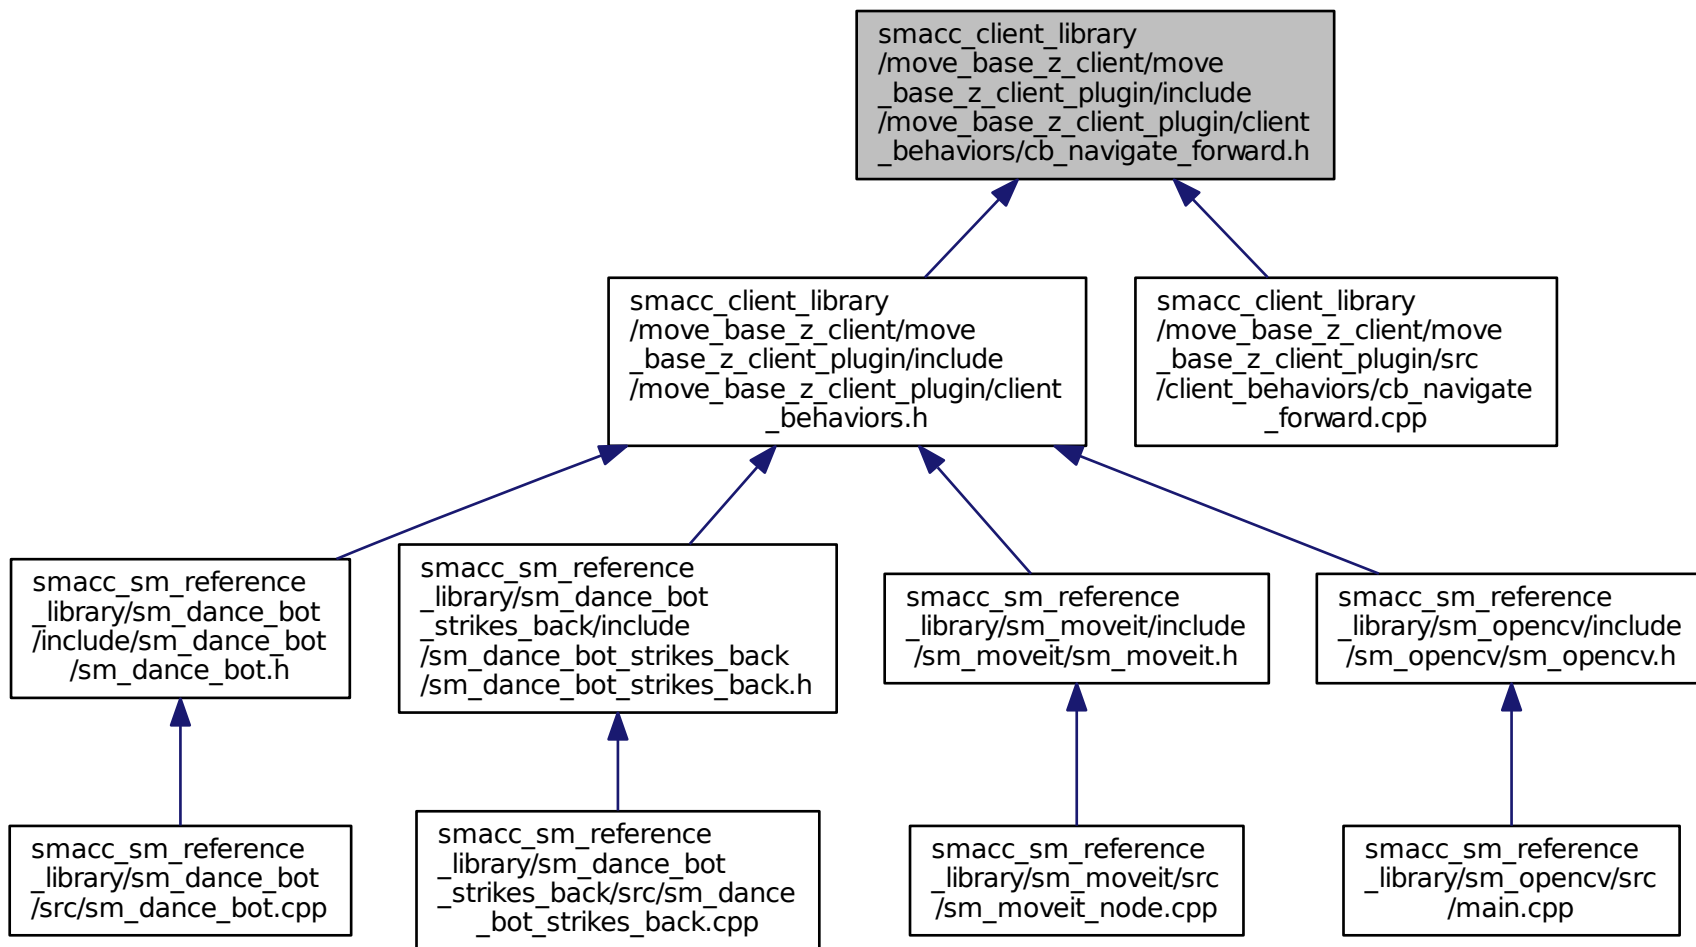 smacc_client_library
/move_base_z_client/move
_base_z_client_plugin/include
/move_base_z_client_plugin/client
_behaviors/cb_navigate_forward.h
smacc_client_library
/move_base_z_client/move
_base_z_client_plugin/include
/move_base_z_client_plugin/client
_behaviors.h
smacc_client_library
/move_base_z_client/move
_base_z_client_plugin/src
/client_behaviors/cb_navigate
_forward.cpp
smacc_sm_reference
_library/sm_dance_bot
/include/sm_dance_bot
/sm_dance_bot.h
smacc_sm_reference
_library/sm_dance_bot
_strikes_back/include
/sm_dance_bot_strikes_back
/sm_dance_bot_strikes_back.h
smacc_sm_reference
_library/sm_moveit/include
/sm_moveit/sm_moveit.h
smacc_sm_reference
_library/sm_opencv/include
/sm_opencv/sm_opencv.h
smacc_sm_reference
_library/sm_dance_bot
/src/sm_dance_bot.cpp
smacc_sm_reference
_library/sm_dance_bot
_strikes_back/src/sm_dance
_bot_strikes_back.cpp
smacc_sm_reference
_library/sm_moveit/src
/sm_moveit_node.cpp
smacc_sm_reference
_library/sm_opencv/src
/main.cpp